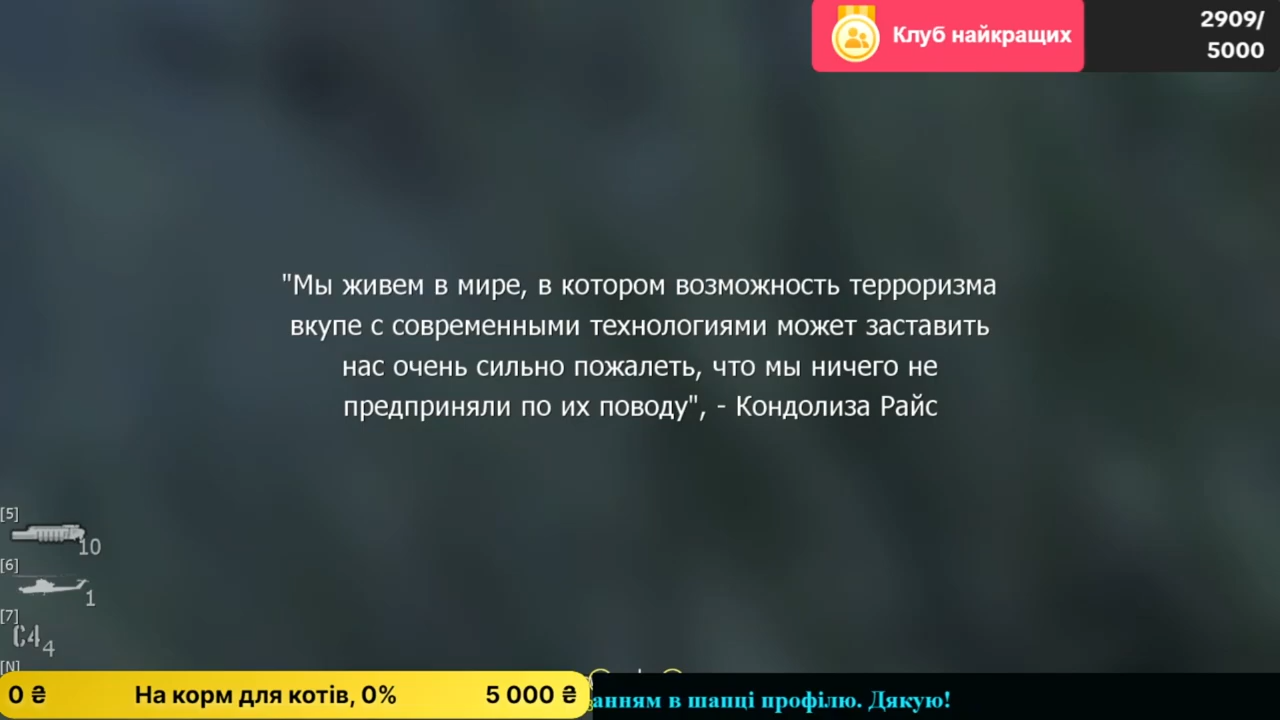 Клуб найкращих
2909/
5000
"Мы живем в мире, в котором возможность терроризма
вкупе с современными технологиями может заставить
нас очень сильно пожалеть, что мы ничего не
предприняли по их поводу", - Кондолиза Райс
[5]
10
[6]
1
[7]
C4 4
[N]
0 ₴ На корм для котів, 0% 5 000 ₴
анням в шапці профілю. Дякую!